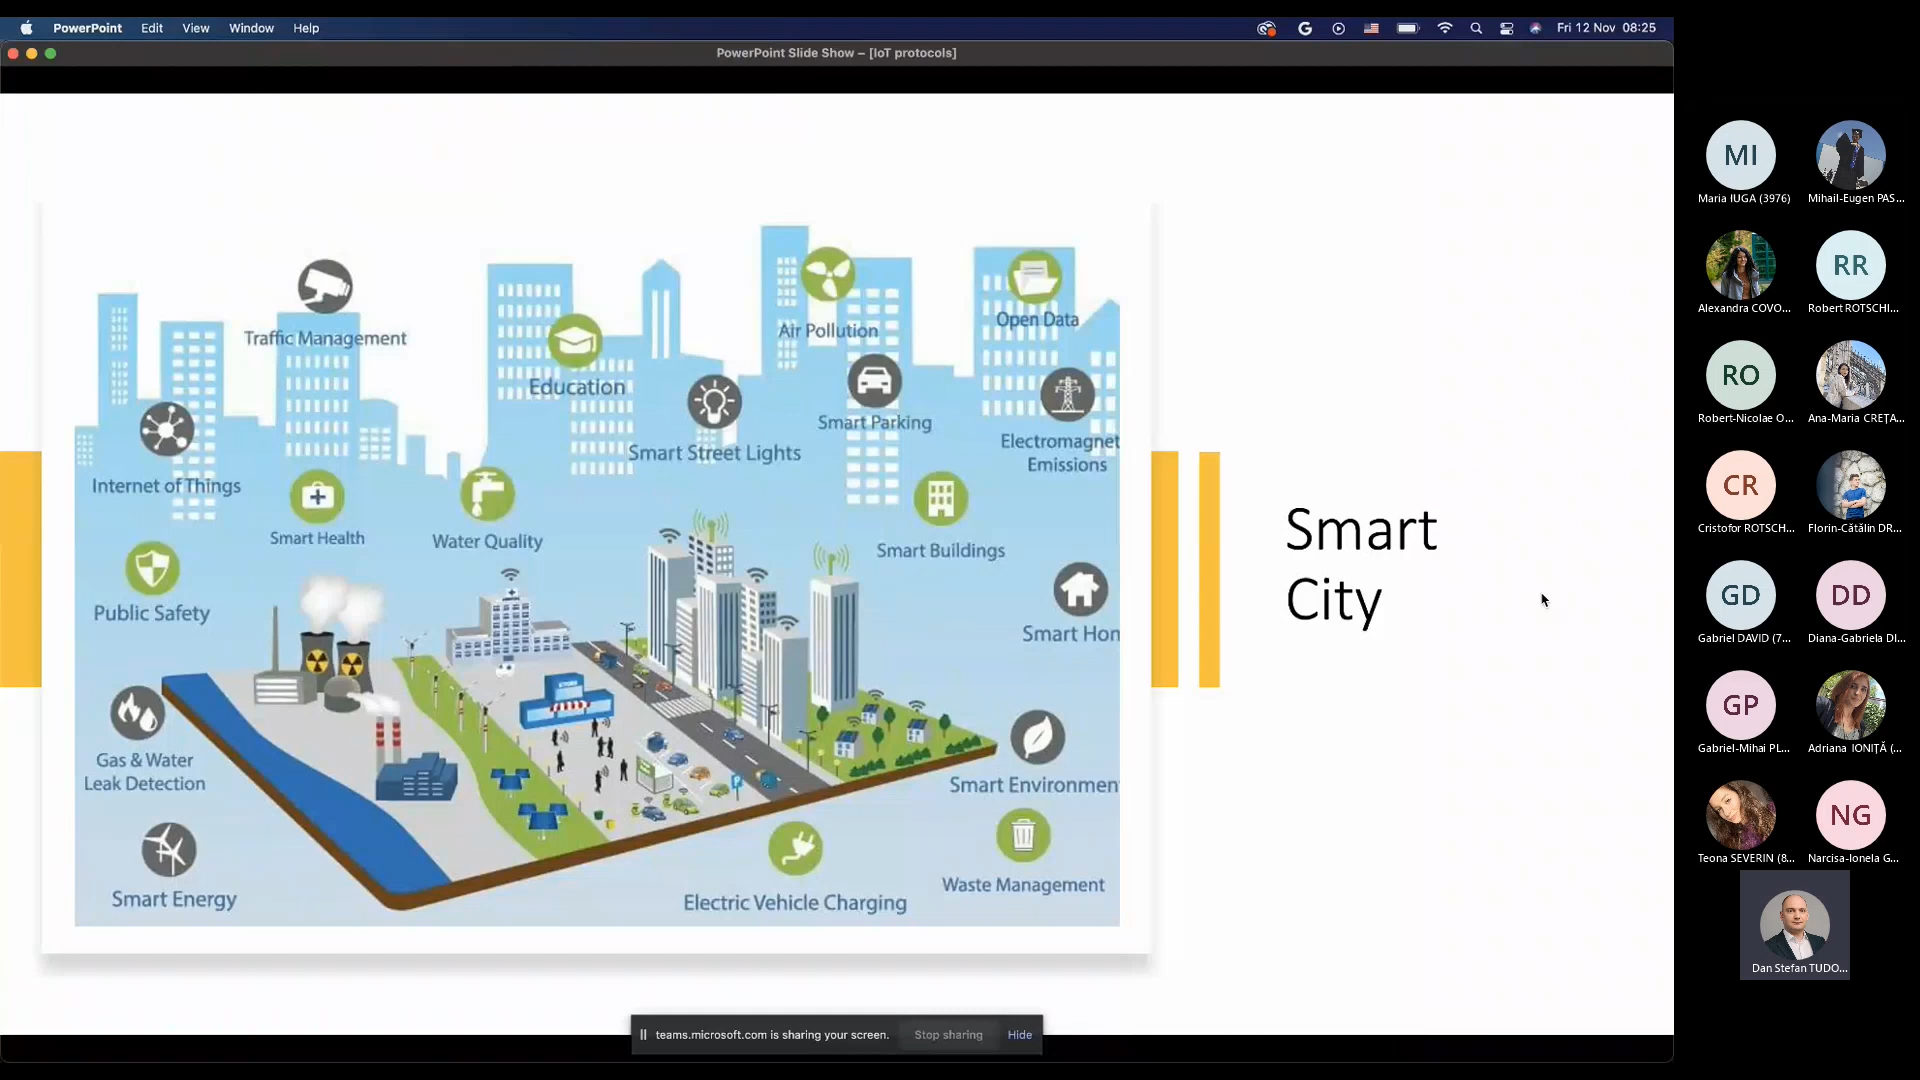 PowerPoint Edit View Window Help
Fri 12 Nov 08:25
PowerPoint Slide Show – [IoT protocols]
Traffic Management
Education
Air Pollution
Open Data
Smart Street Lights
Smart Parking
Electromagnet
Emissions
Internet of Things
Smart Health
Water Quality
Smart Buildings
Public Safety
Smart Hom
Gas & Water
Leak Detection
Smart Environment
Smart Energy
Electric Vehicle Charging
Waste Management
Smart
City
teams.microsoft.com is sharing your screen. Stop sharing Hide
MI
Maria IUGA (3976)
Mihail-Eugen PAS...
Alexandra COVO...
RR
Robert ROTSCHI...
RO
Robert-Nicolae O...
Ana-Maria CREȚA...
CR
Cristofor ROTSCH...
Florin-Cătălin DR...
GD
Gabriel DAVID (7...
DD
Diana-Gabriela DI...
GP
Gabriel-Mihai PL...
Adriana IONIȚĂ (...
Teona SEVERIN (8...
NG
Narcisa-Ionela G...
Dan Stefan TUDO...